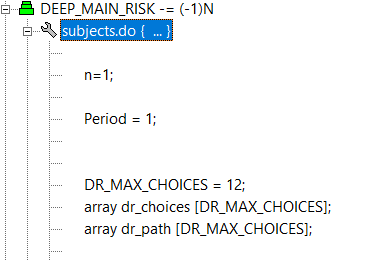 DEEP_MAIN_RISK -= (-1)N
subjects.do { ... }
n=1;
Period = 1;
DR_MAX_CHOICES = 12;
array dr_choices [DR_MAX_CHOICES];
array dr_path [DR_MAX_CHOICES];